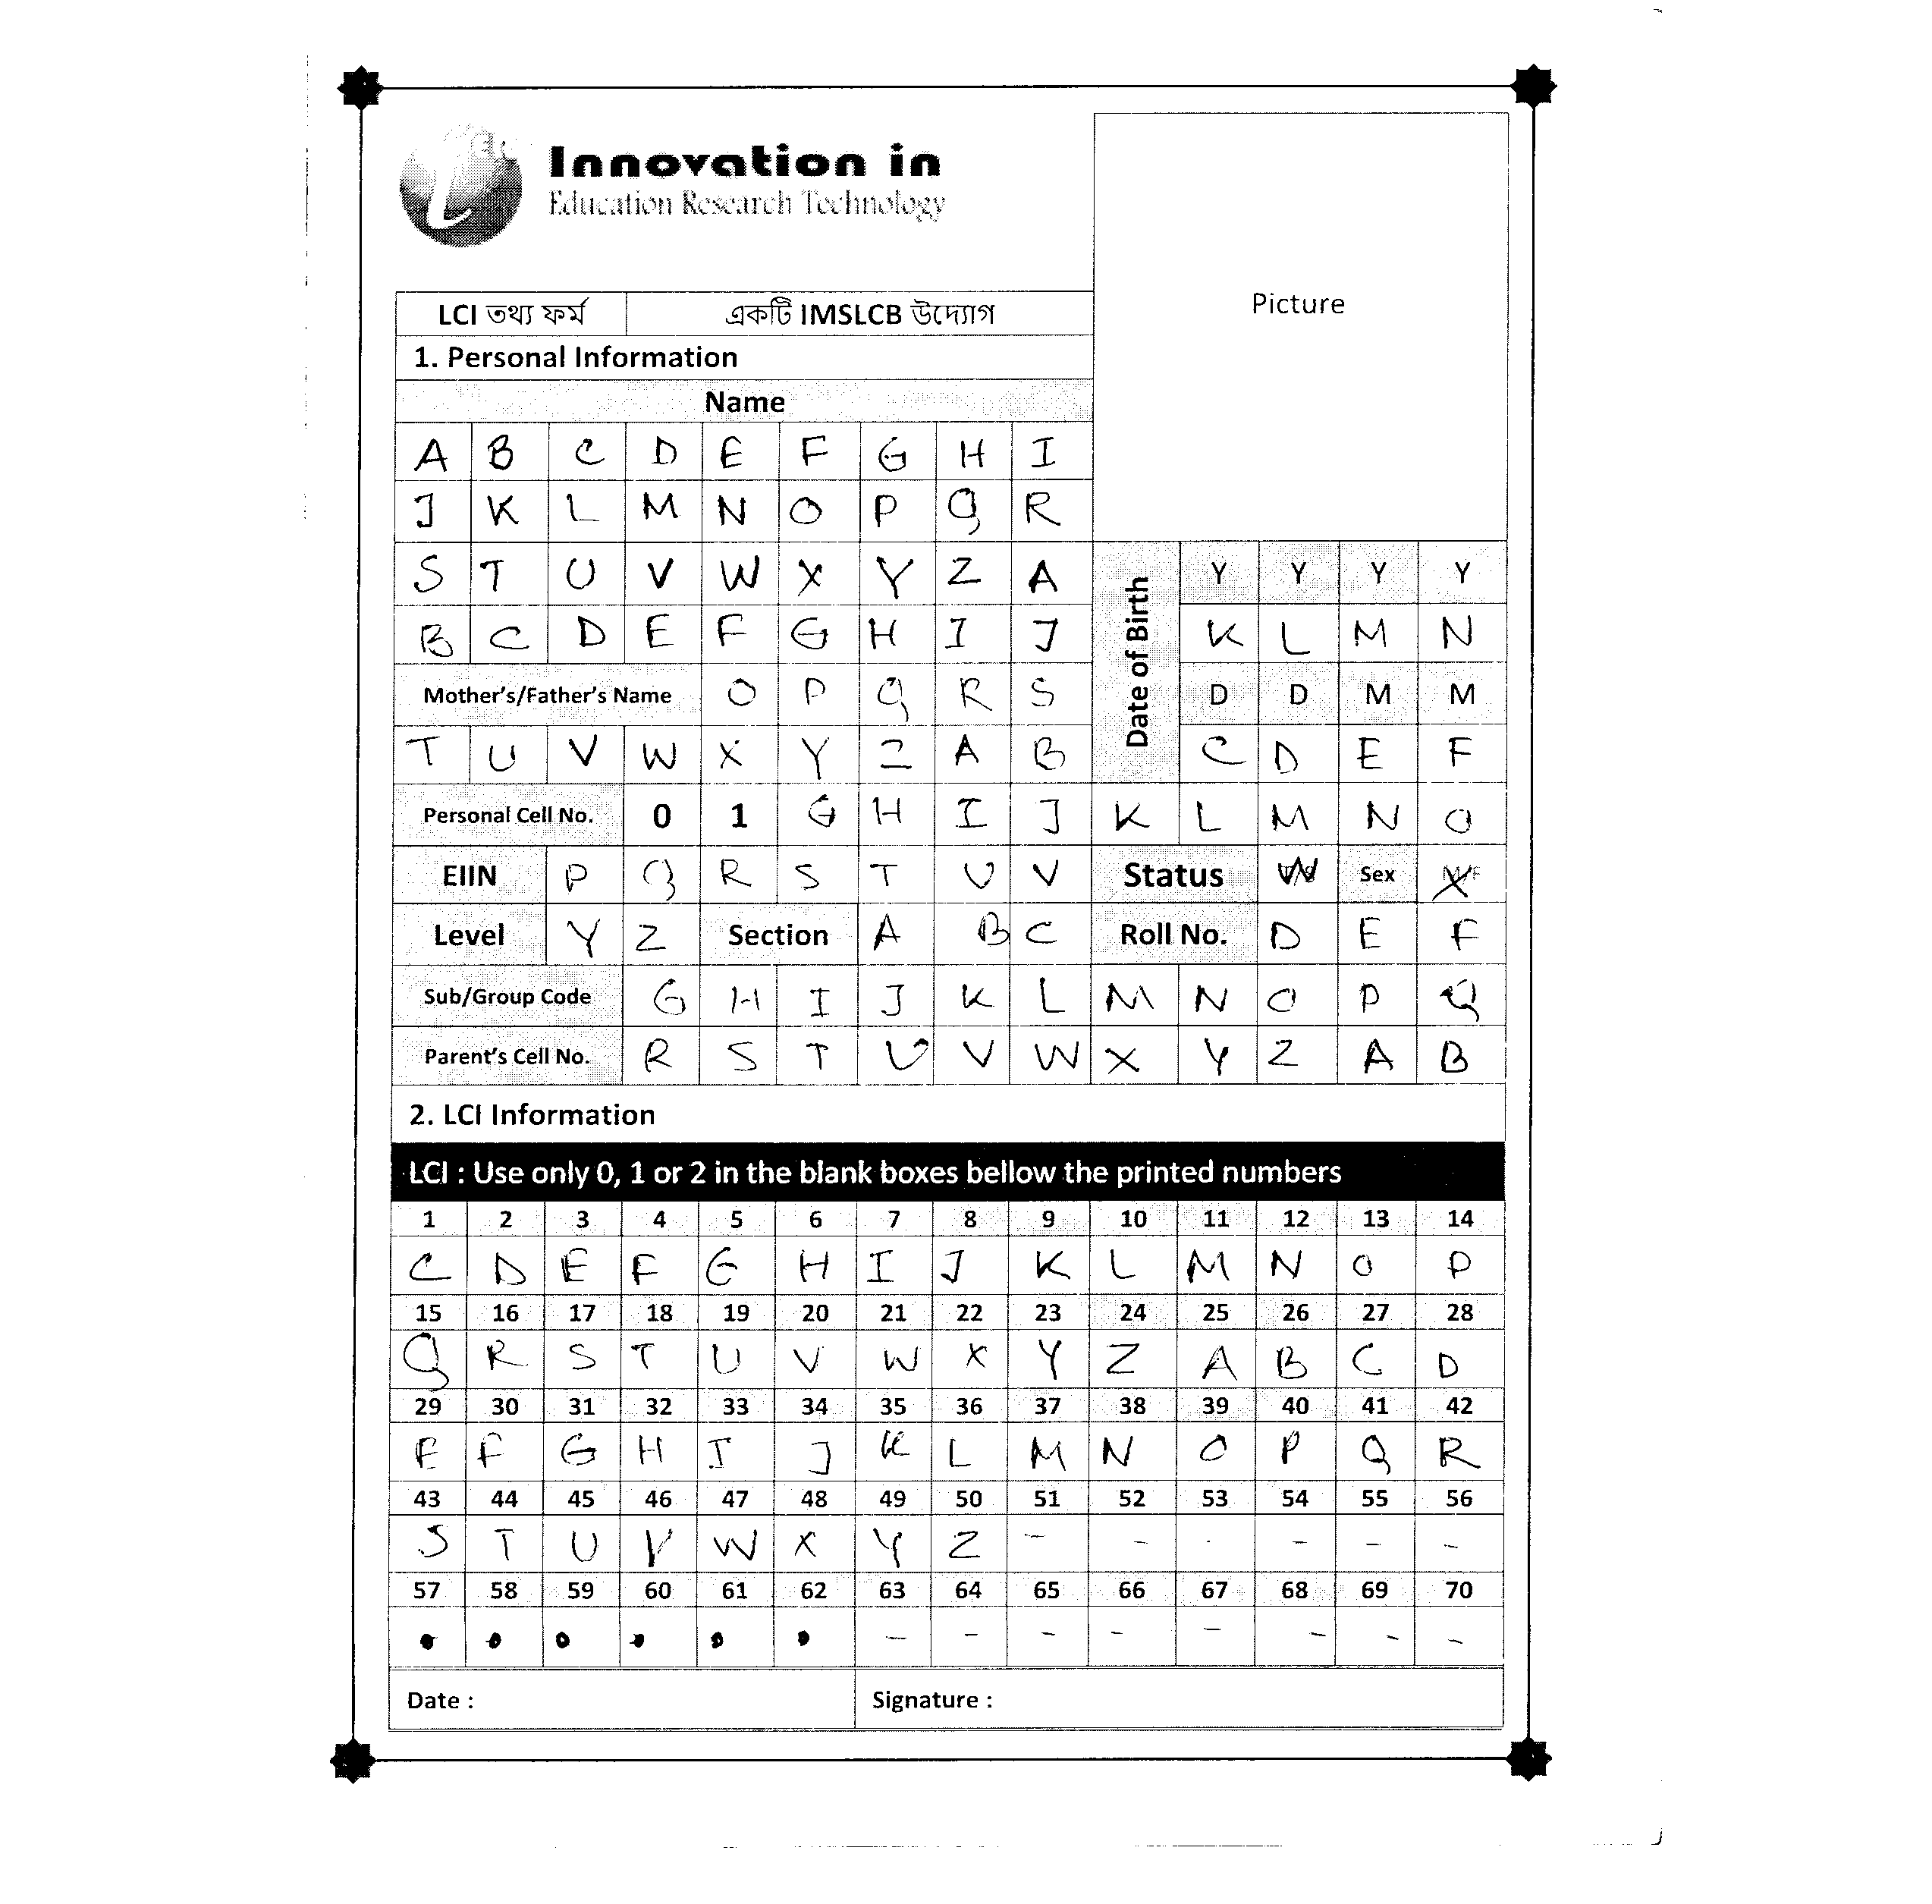 Innovation in
Education Research Technology
Picture
LCI তথ্য ফর্ম একটি IMSLCB উদ্যোগ
1. Personal Information
Name
A B C D E F G H I
J K L M N O P Q R
S T U V W X Y Z A Date of Birth Y Y Y Y
B C D E F G H I J K L M N
Mother's/Father's Name O P Q R S D D M M
T U V W X Y Z A B C D E F
Personal Cell No. 0 1 G H I J K L M N O
EIIN P Q R S T U V Status W Sex X
Level Y Z Section A B C Roll No. D E F
Sub/Group Code G H I J K L M N O P Q
Parent's Cell No. R S T U V W X Y Z A B
2. LCI Information
LCI : Use only 0, 1 or 2 in the blank boxes bellow the printed numbers
1 2 3 4 5 6 7 8 9 10 11 12 13 14
C D E F G H I J K L M N O P
15 16 17 18 19 20 21 22 23 24 25 26 27 28
Q R S T U V W X Y Z A B C D
29 30 31 32 33 34 35 36 37 38 39 40 41 42
E F G H I J K L M N O P Q R
43 44 45 46 47 48 49 50 51 52 53 54 55 56
S T U V W X Y Z - - - - - -
57 58 59 60 61 62 63 64 65 66 67 68 69 70
• • • • • • - - - - - - - -
Date : Signature :